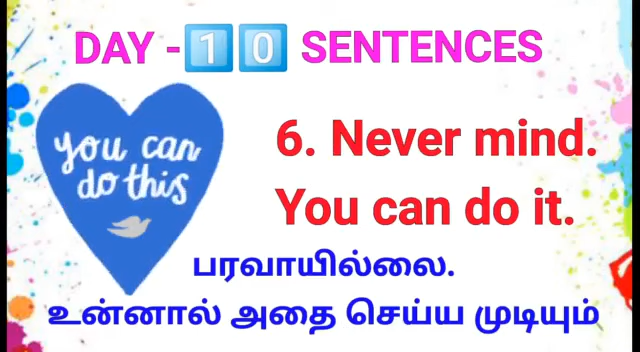 DAY -1️⃣0️⃣ SENTENCES
you can
do this
6. Never mind.
You can do it.
பரவாயில்லை.
உன்னால் அதை செய்ய முடியும்